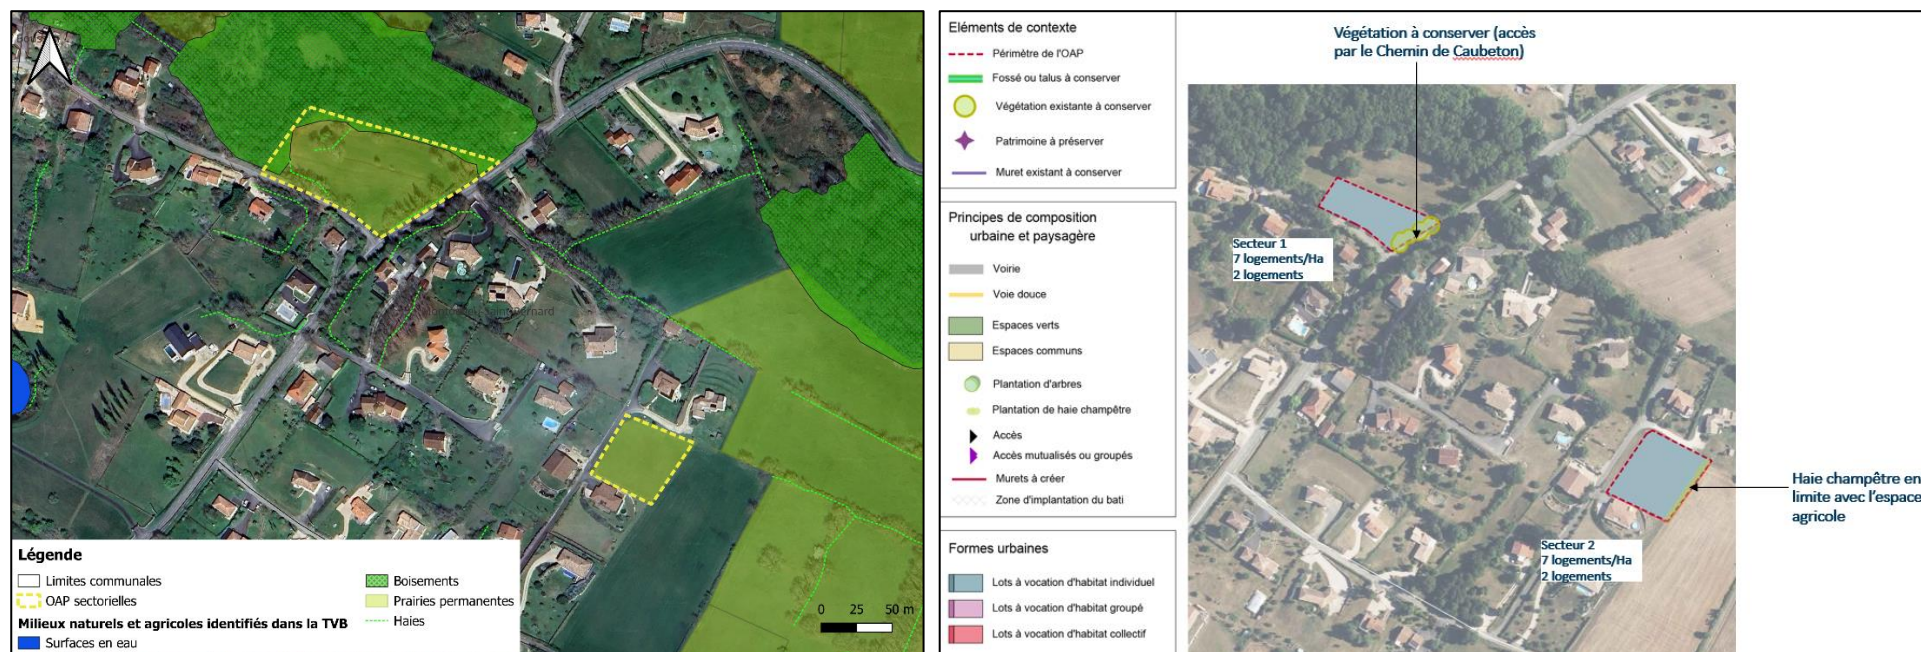 Légende
Limites communales
OAP sectorielles
Milieux naturels et agricoles identifiés dans la TVB
Surfaces en eau
Boisements
Prairies permanentes
Haies
0 25 50 m
Eléments de contexte
Périmètre de l'OAP
Fossé ou talus à conserver
Végétation existante à conserver
Patrimoine à préserver
Muret existant à conserver
Principes de composition
urbaine et paysagère
Voirie
Voie douce
Espaces verts
Espaces communs
Plantation d'arbres
Plantation de haie champêtre
Accès
Accès mutualisés ou groupés
Murets à créer
Zone d'implantation du bati
Formes urbaines
Lots à vocation d'habitat individuel
Lots à vocation d'habitat groupé
Lots à vocation d'habitat collectif
Végétation à conserver (accès
par le Chemin de Caubeton)
Secteur 1
7 logements/Ha
2 logements
Haie champêtre en
limite avec l'espace
agricole
Secteur 2
7 logements/Ha
2 logements